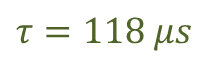 τ = 118 μs